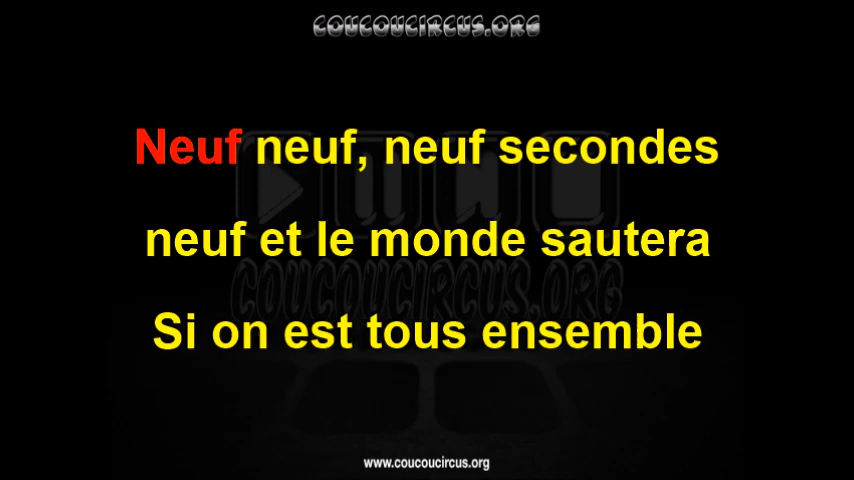 COUCOUCIRCUS.ORG
Neuf neuf, neuf secondes
neuf et le monde sautera
COUCOUCIRCUS.ORG
Si on est tous ensemble
www.coucoucircus.org